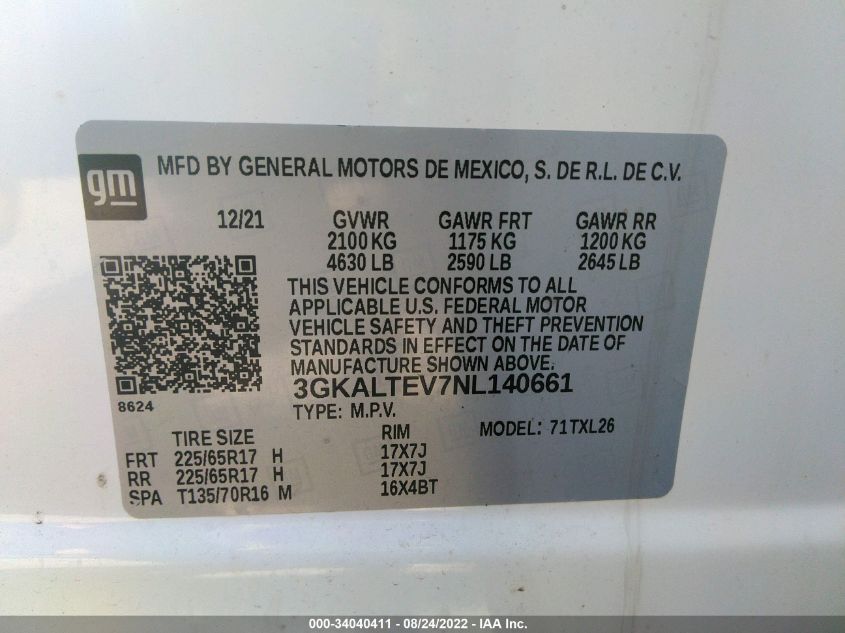 gm
MFD BY GENERAL MOTORS DE MEXICO, S. DE R.L. DE C.V.
12/21 GVWR GAWR FRT GAWR RR
2100 KG 1175 KG 1200 KG
4630 LB 2590 LB 2645 LB
THIS VEHICLE CONFORMS TO ALL
APPLICABLE U.S. FEDERAL MOTOR
VEHICLE SAFETY AND THEFT PREVENTION
STANDARDS IN EFFECT ON THE DATE OF
MANUFACTURE SHOWN ABOVE.
3GKALTEV7NL140661
8624
TYPE: M.P.V.
MODEL: 71TXL26
TIRE SIZE RIM
FRT 225/65R17 H 17X7J
RR 225/65R17 H 17X7J
SPA T135/70R16 M 16X4BT
000-34040411 - 08/24/2022 - IAA Inc.